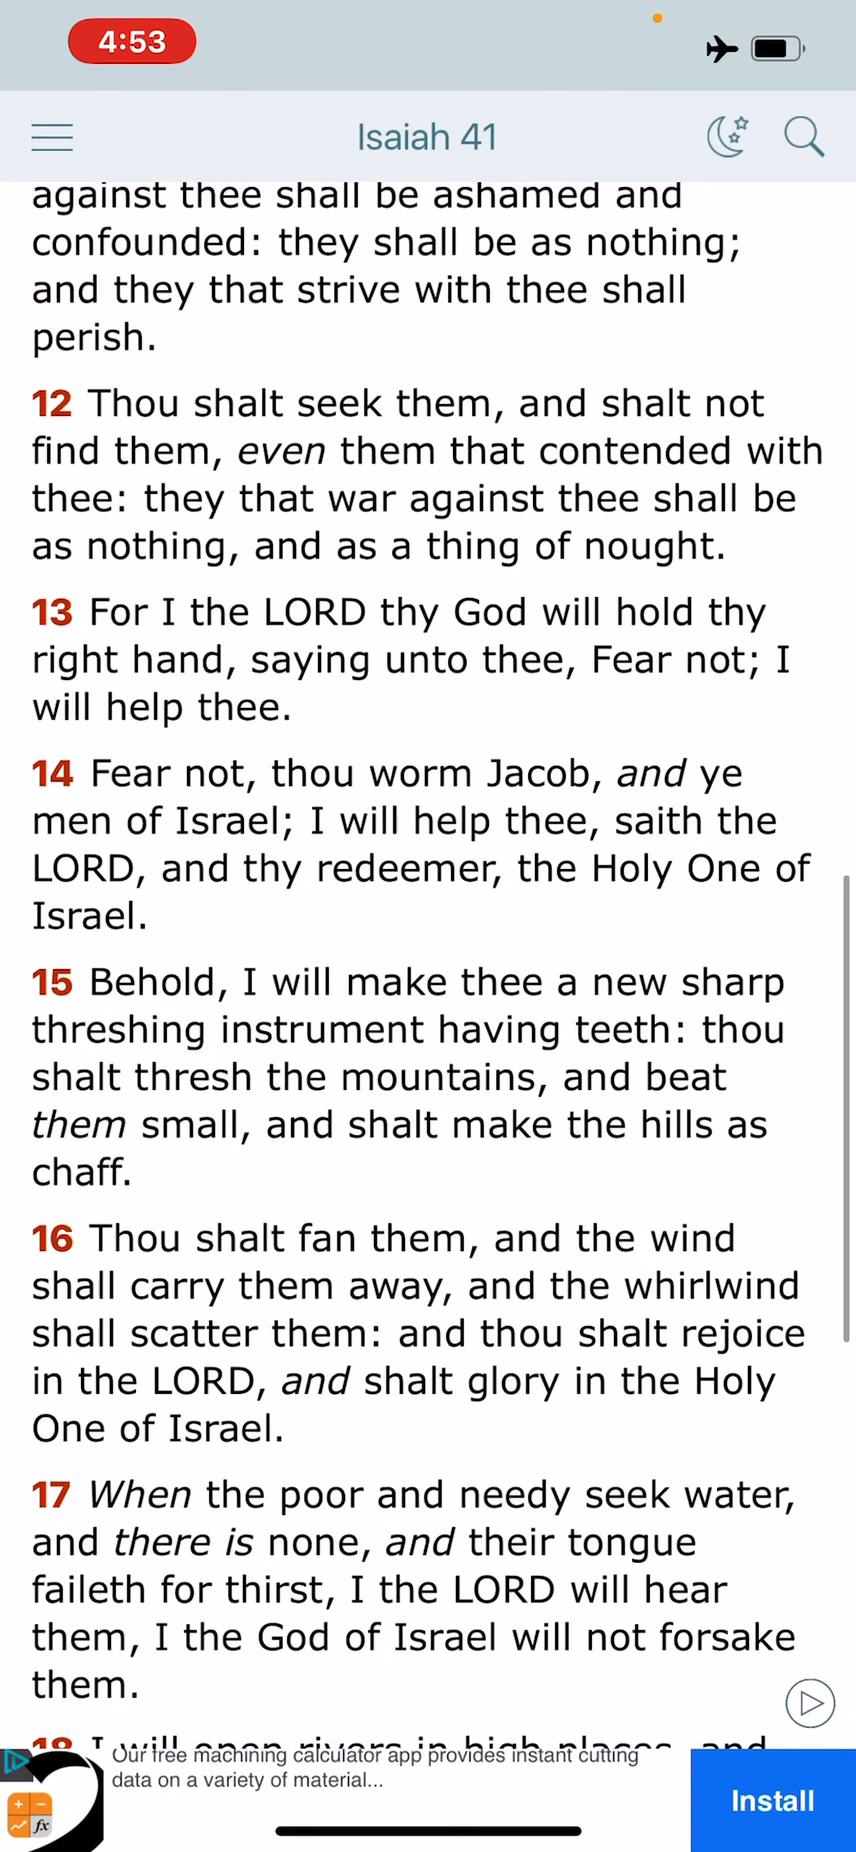 4:53
Isaiah 41
against thee shall be ashamed and
confounded: they shall be as nothing;
and they that strive with thee shall
perish.
12 Thou shalt seek them, and shalt not
find them, even them that contended with
thee: they that war against thee shall be
as nothing, and as a thing of nought.
13 For I the LORD thy God will hold thy
right hand, saying unto thee, Fear not; I
will help thee.
14 Fear not, thou worm Jacob, and ye
men of Israel; I will help thee, saith the
LORD, and thy redeemer, the Holy One of
Israel.
15 Behold, I will make thee a new sharp
threshing instrument having teeth: thou
shalt thresh the mountains, and beat
them small, and shalt make the hills as
chaff.
16 Thou shalt fan them, and the wind
shall carry them away, and the whirlwind
shall scatter them: and thou shalt rejoice
in the LORD, and shalt glory in the Holy
One of Israel.
17 When the poor and needy seek water,
and there is none, and their tongue
faileth for thirst, I the LORD will hear
them, I the God of Israel will not forsake
them.
18 I will open rivers in high places, and
Our free machining calculator app provides instant cutting
data on a variety of material...
fx
Install